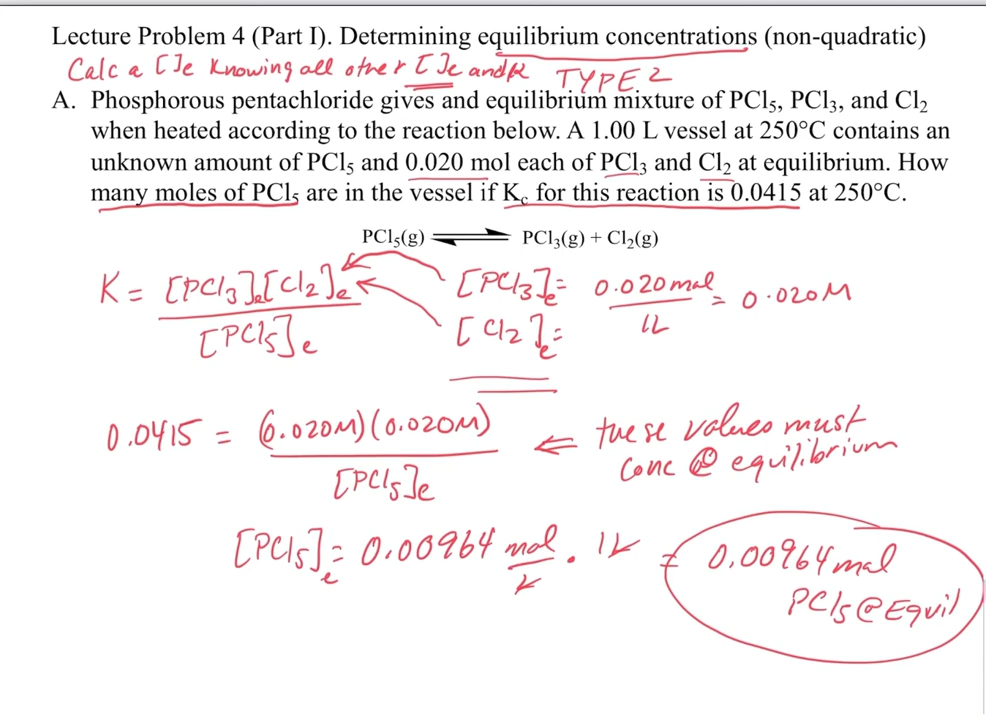 Lecture Problem 4 (Part I). Determining equilibrium concentrations (non-quadratic)
Calc a [ ]e Knowing all other [ ]e and k TYPE 2
A. Phosphorous pentachloride gives and equilibrium mixture of PCl₅, PCl₃, and Cl₂
when heated according to the reaction below. A 1.00 L vessel at 250°C contains an
unknown amount of PCl₅ and 0.020 mol each of PCl₃ and Cl₂ at equilibrium. How
many moles of PCl₅ are in the vessel if K꜀ for this reaction is 0.0415 at 250°C.
PCl₅(g) ⇌ PCl₃(g) + Cl₂(g)
K = [PCl₃]e[Cl₂]e / [PCl₅]e
[PCl₃]e = 0.020 mol / 1L = 0.020M
[Cl₂]e =
0.0415 = (0.020M)(0.020M) / [PCl₅]e
⇐ these values must
conc @ equilibrium
[PCl₅]e = 0.00964 mol/L · 1L = 0.00964 mol
PCl₅ @ Equil